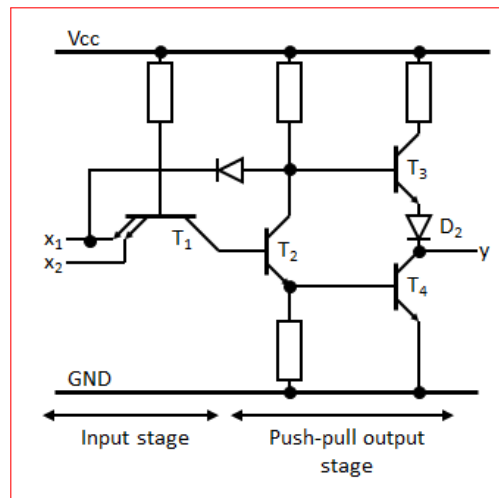 Vcc
T₃
D₂
x₁
T₁
T₂
y
x₂
T₄
GND
Input stage
Push-pull output
stage